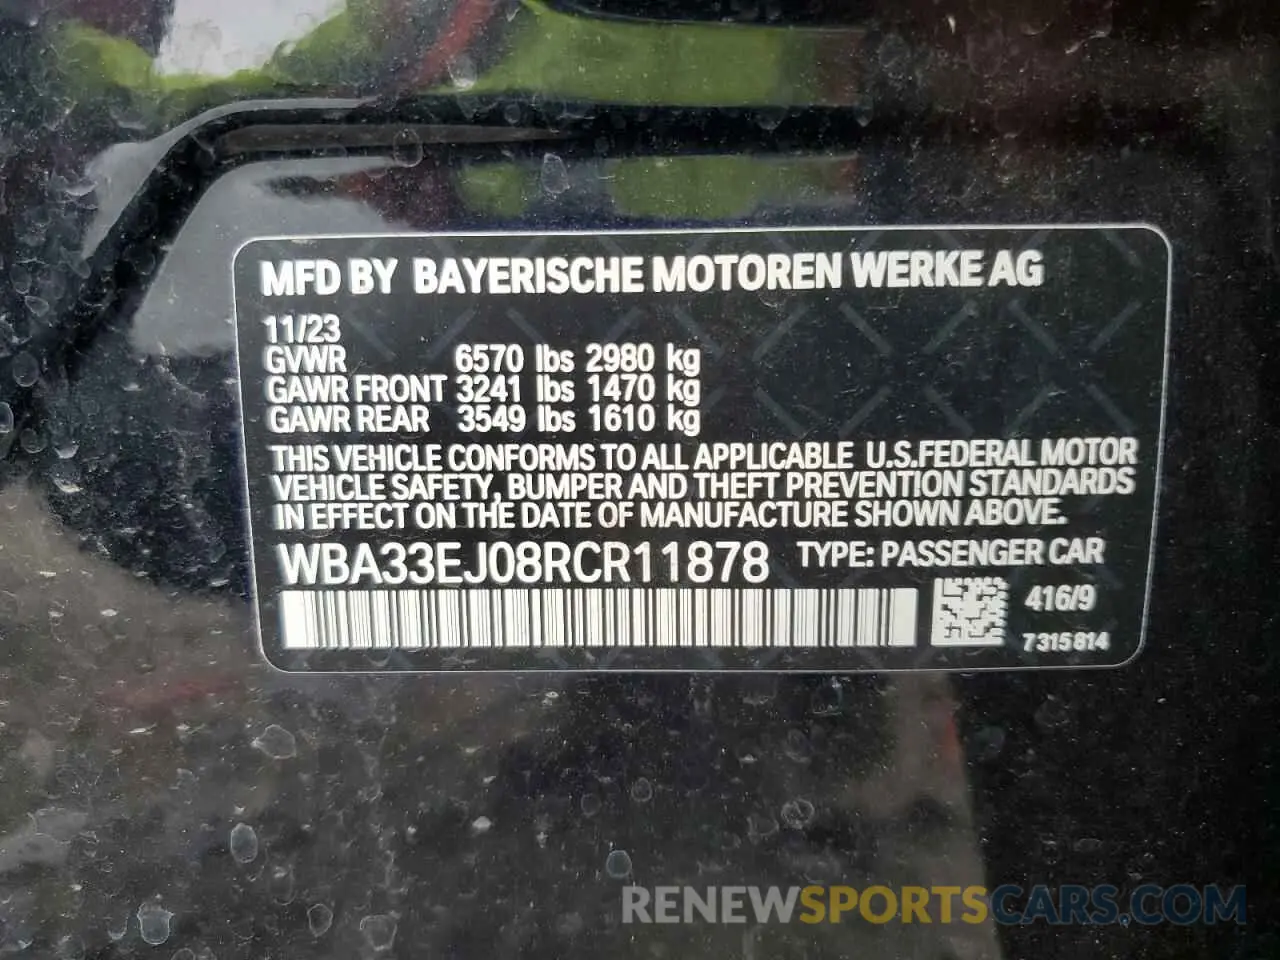 MFD BY BAYERISCHE MOTOREN WERKE AG
11/23
GVWR 6570 lbs 2980 kg
GAWR FRONT 3241 lbs 1470 kg
GAWR REAR 3549 lbs 1610 kg
THIS VEHICLE CONFORMS TO ALL APPLICABLE U.S.FEDERAL MOTOR
VEHICLE SAFETY, BUMPER AND THEFT PREVENTION STANDARDS
IN EFFECT ON THE DATE OF MANUFACTURE SHOWN ABOVE.
WBA33EJ08RCR11878 TYPE: PASSENGER CAR
416/9
7315814
RENEWSPORTSCARS.COM